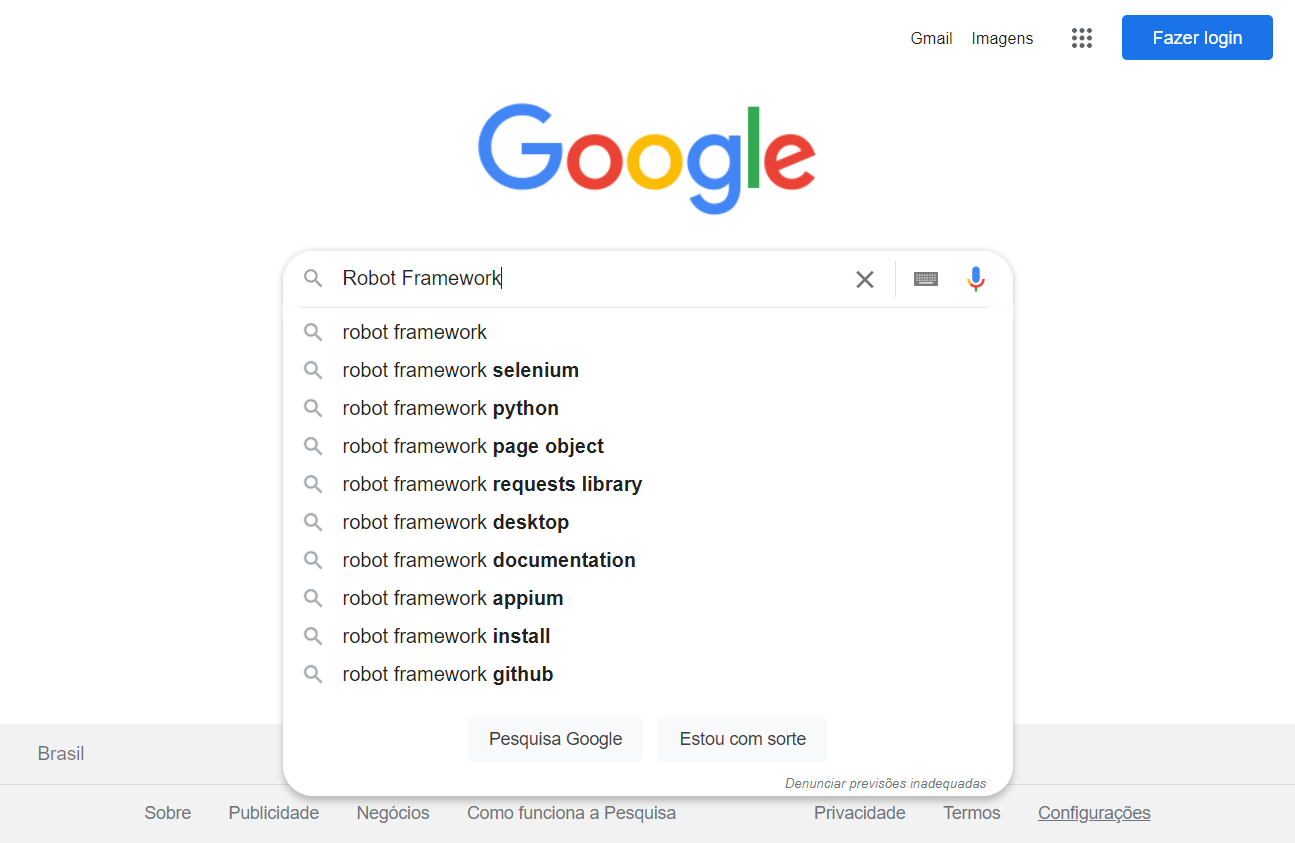 Gmail Imagens Fazer login
Google
Robot Framework
robot framework
robot framework selenium
robot framework python
robot framework page object
robot framework requests library
robot framework desktop
robot framework documentation
robot framework appium
robot framework install
robot framework github
Pesquisa Google Estou com sorte
Denunciar previsões inadequadas
Brasil
Sobre Publicidade Negócios Como funciona a Pesquisa Privacidade Termos Configurações